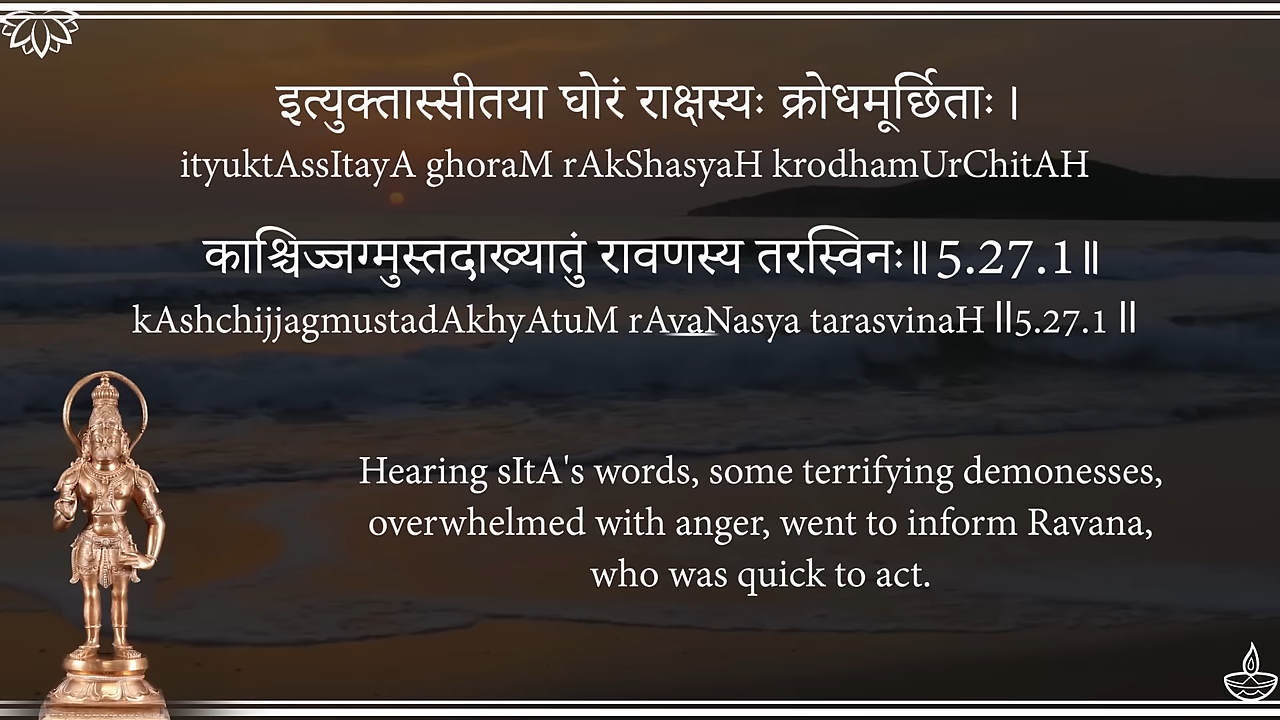 इत्युक्तास्सीतया घोरं राक्षस्यः क्रोधमूर्छिताः ।
ityuktAssItayA ghoraM rAkShasyaH krodhamUrChitAH
काश्चिज्जग्मुस्तदाख्यातुं रावणस्य तरस्विनः॥5.27.1॥
kAshchijjagmustadAkhyAtuM rAvaNasya tarasvinaH ॥5.27.1 ॥
Hearing sItA's words, some terrifying demonesses,
overwhelmed with anger, went to inform Ravana,
who was quick to act.